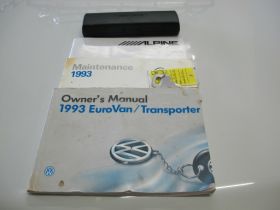 ALPINE
Maintenance
1993
Owner's Manual
1993 EuroVan/Transporter